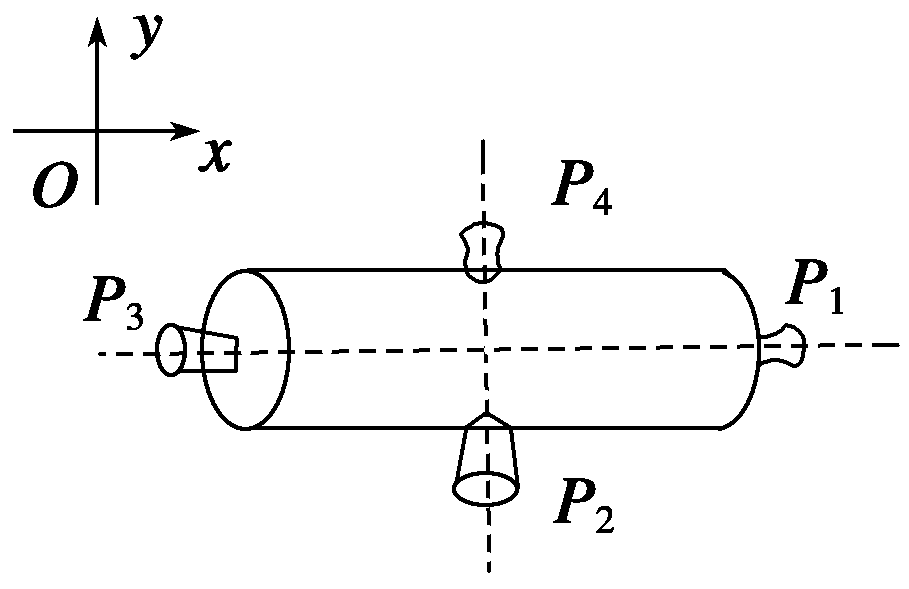 y
x
O
P₄
P₁
P₃
P₂